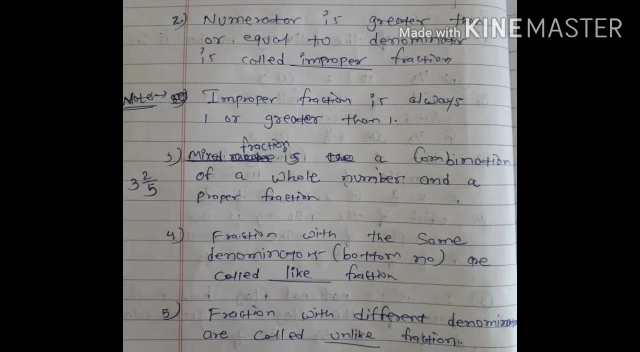 2.) Numerator is greater
or equal to denominator
is called improper fraction
Made with KINEMASTER
Note→ Improper fraction is always
1 or greater than 1.
3) Mixed fraction is a Combination
3 2/5 of a whole number and a
proper fraction
4) Fraction with the same
denominators (bottom no). are
called like fraction
5) Fraction with different denominators
are called unlike fraction.